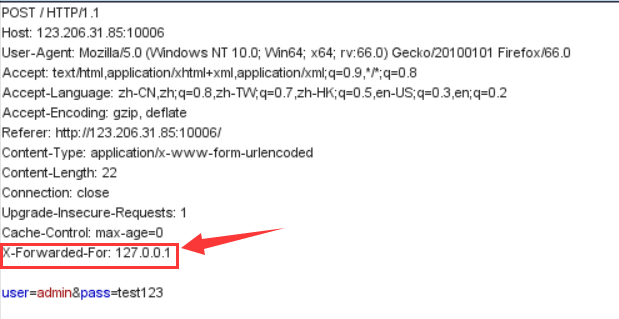 POST / HTTP/1.1
Host: 123.206.31.85:10006
User-Agent: Mozilla/5.0 (Windows NT 10.0; Win64; x64; rv:66.0) Gecko/20100101 Firefox/66.0
Accept: text/html,application/xhtml+xml,application/xml;q=0.9,*/*;q=0.8
Accept-Language: zh-CN,zh;q=0.8,zh-TW;q=0.7,zh-HK;q=0.5,en-US;q=0.3,en;q=0.2
Accept-Encoding: gzip, deflate
Referer: http://123.206.31.85:10006/
Content-Type: application/x-www-form-urlencoded
Content-Length: 22
Connection: close
Upgrade-Insecure-Requests: 1
Cache-Control: max-age=0
X-Forwarded-For: 127.0.0.1
user=admin&pass=test123